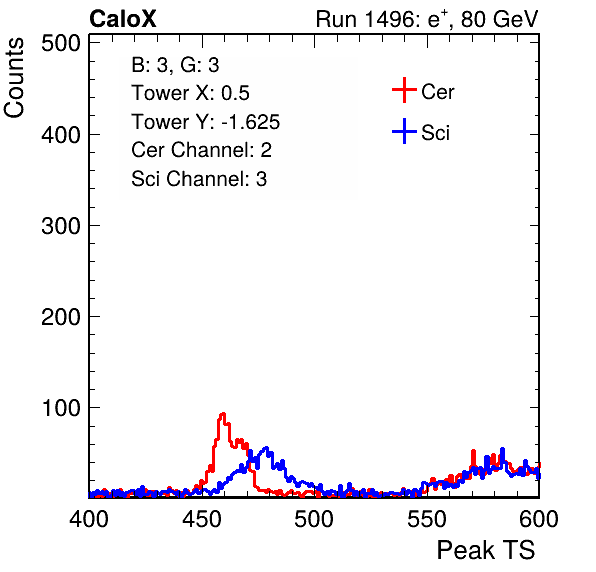 CaloX Run 1496: e⁺, 80 GeV
Counts
500
400
300
200
100
B: 3, G: 3
Tower X: 0.5
Tower Y: -1.625
Cer Channel: 2
Sci Channel: 3
Cer
Sci
400 450 500 550 600
Peak TS